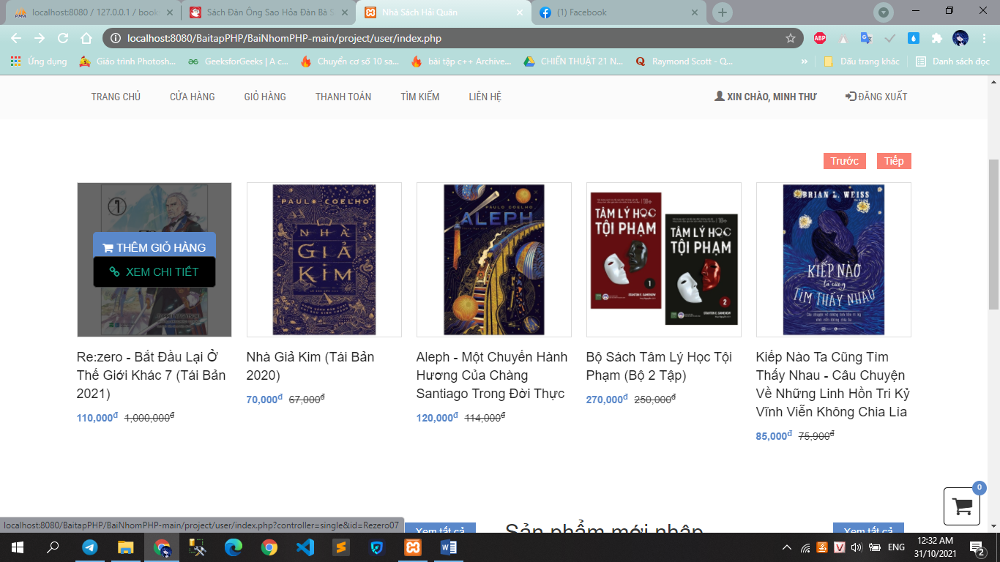 localhost:8080 / 127.0.0.1 / book
Sách Đàn Ông Sao Hỏa Đàn Bà S
Nhà Sách Hải Quân
(1) Facebook
localhost:8080/BaitapPHP/BaiNhomPHP-main/project/user/index.php
ABP
Ứng dụng
Giáo trình Photosh...
GeeksforGeeks | A c...
Chuyển cơ số 10 sa...
bài tập c++ Archive...
CHIẾN THUẬT 21 N...
Raymond Scott - Q...
»
Dấu trang khác
Danh sách đọc
TRANG CHỦ
CỬA HÀNG
GIỎ HÀNG
THANH TOÁN
TÌM KIẾM
LIÊN HỆ
XIN CHÀO, MINH THƯ
ĐĂNG XUẤT
Trước
Tiếp
7
THÊM GIỎ HÀNG
XEM CHI TIẾT
PAULO COELHO
NHÀ
GIẢ
KIM
PAULO COELHO
ALEPH
TÂM LÝ HỌC
TỘI PHẠM
1
TÂM LÝ HỌC
TỘI PHẠM
2
BRIAN L. WEISS
KIẾP NÀO
ta cũng
TÌM THẤY NHAU
Re:zero - Bắt Đầu Lại Ở
Thế Giới Khác 7 (Tái Bản
2021)
110,000đ 1,000,000đ
Nhà Giả Kim (Tái Bản
2020)
70,000đ 67,000đ
Aleph - Một Chuyến Hành
Hương Của Chàng
Santiago Trong Đời Thực
120,000đ 114,000đ
Bộ Sách Tâm Lý Học Tội
Phạm (Bộ 2 Tập)
270,000đ 250,000đ
Kiếp Nào Ta Cũng Tìm
Thấy Nhau - Câu Chuyện
Về Những Linh Hồn Tri Kỷ
Vĩnh Viễn Không Chia Lìa
85,000đ 75,900đ
0
localhost:8080/BaitapPHP/BaiNhomPHP-main/project/user/index.php?controller=single&id=Rezero07
Xem tất cả
Sản phẩm mới nhập
Xem tất cả
ENG
12:32 AM
31/10/2021
2